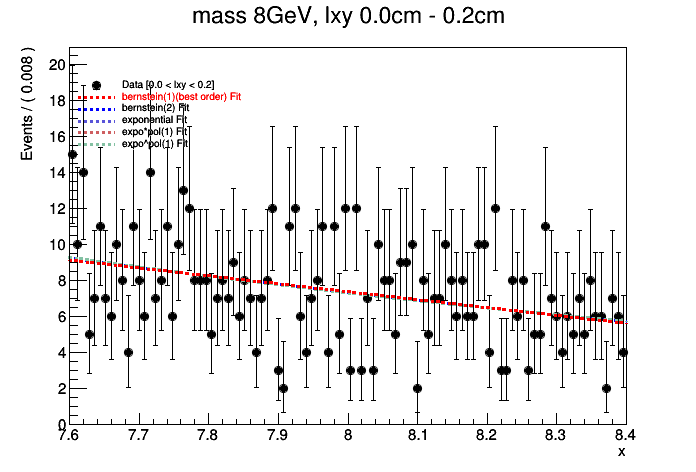 mass 8GeV, lxy 0.0cm - 0.2cm
Events / ( 0.008 )
20
18
16
14
12
10
8
6
4
2
0
Data [0.0 < lxy < 0.2]
bernstein(1)(best order) Fit
bernstein(2) Fit
exponential Fit
expo*pol(1) Fit
expo^pol(1) Fit
7.6 7.7 7.8 7.9 8 8.1 8.2 8.3 8.4
x